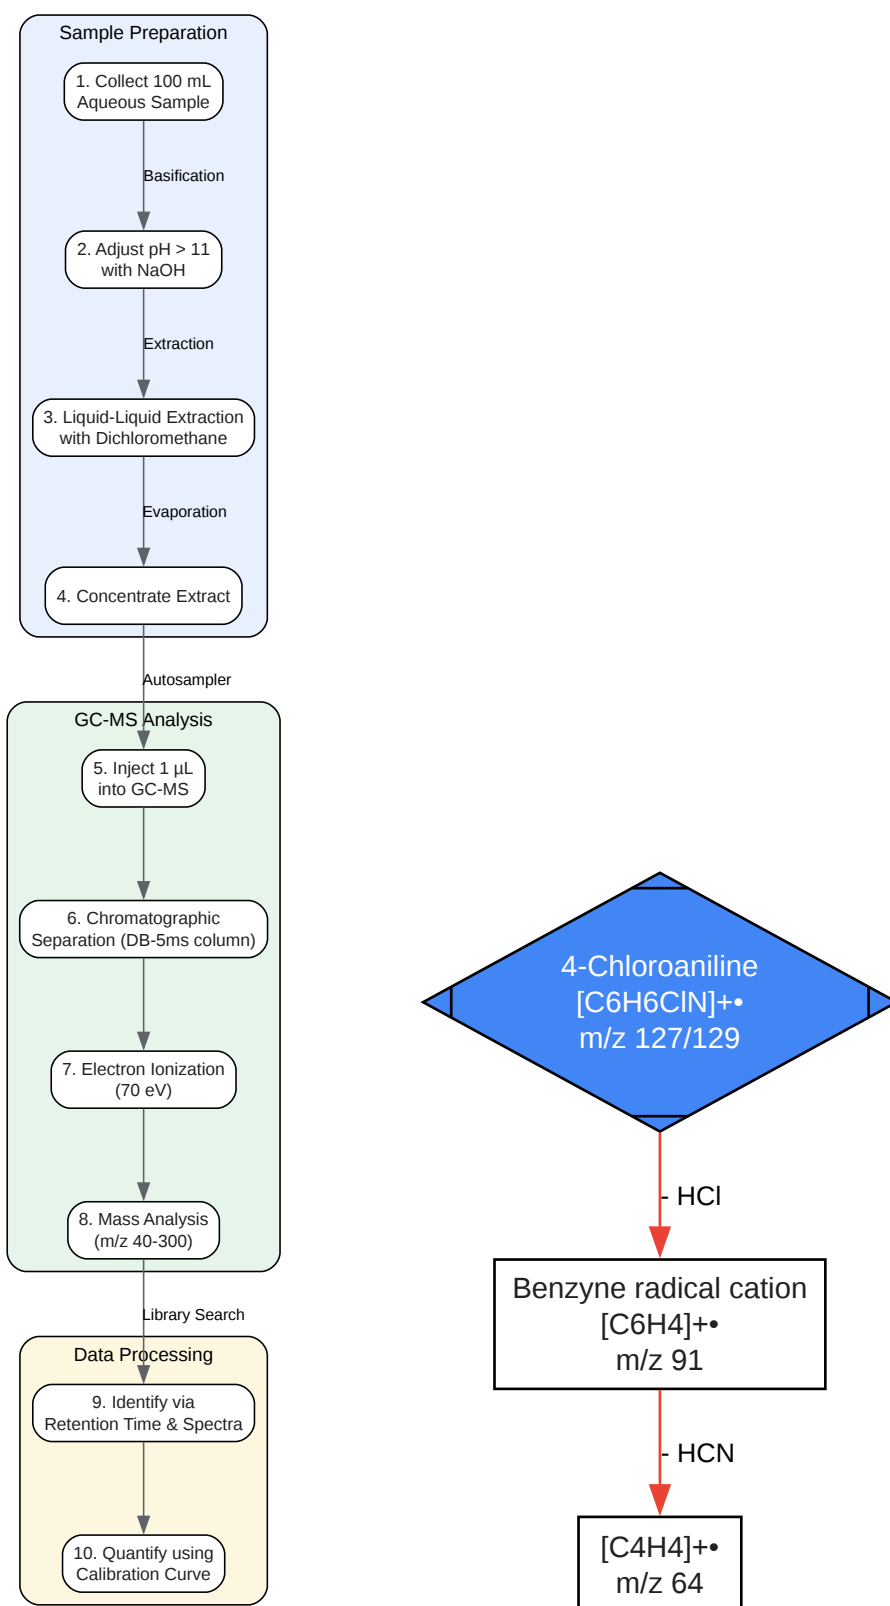 Sample Preparation
1. Collect 100 mL
Aqueous Sample
Basification
2. Adjust pH > 11
with NaOH
Extraction
3. Liquid-Liquid Extraction
with Dichloromethane
Evaporation
4. Concentrate Extract
Autosampler
GC-MS Analysis
5. Inject 1 µL
into GC-MS
6. Chromatographic
Separation (DB-5ms column)
7. Electron Ionization
(70 eV)
8. Mass Analysis
(m/z 40-300)
Library Search
Data Processing
9. Identify via
Retention Time & Spectra
10. Quantify using
Calibration Curve
4-Chloroaniline
[C6H6ClN]+•
m/z 127/129
- HCl
Benzyne radical cation
[C6H4]+•
m/z 91
- HCN
[C4H4]+•
m/z 64